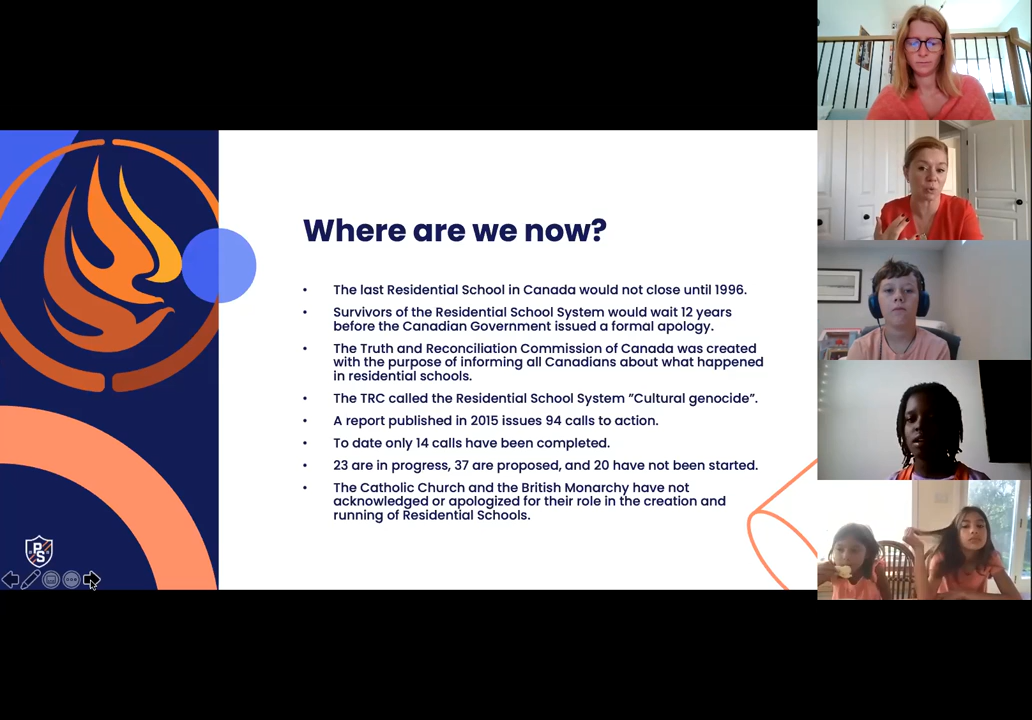 Where are we now?
• The last Residential School in Canada would not close until 1996.
• Survivors of the Residential School System would wait 12 years
before the Canadian Government issued a formal apology.
• The Truth and Reconciliation Commission of Canada was created
with the purpose of informing all Canadians about what happened
in residential schools.
• The TRC called the Residential School System ”Cultural genocide”.
• A report published in 2015 issues 94 calls to action.
• To date only 14 calls have been completed.
• 23 are in progress, 37 are proposed, and 20 have not been started.
• The Catholic Church and the British Monarchy have not
acknowledged or apologized for their role in the creation and
running of Residential Schools.
PS